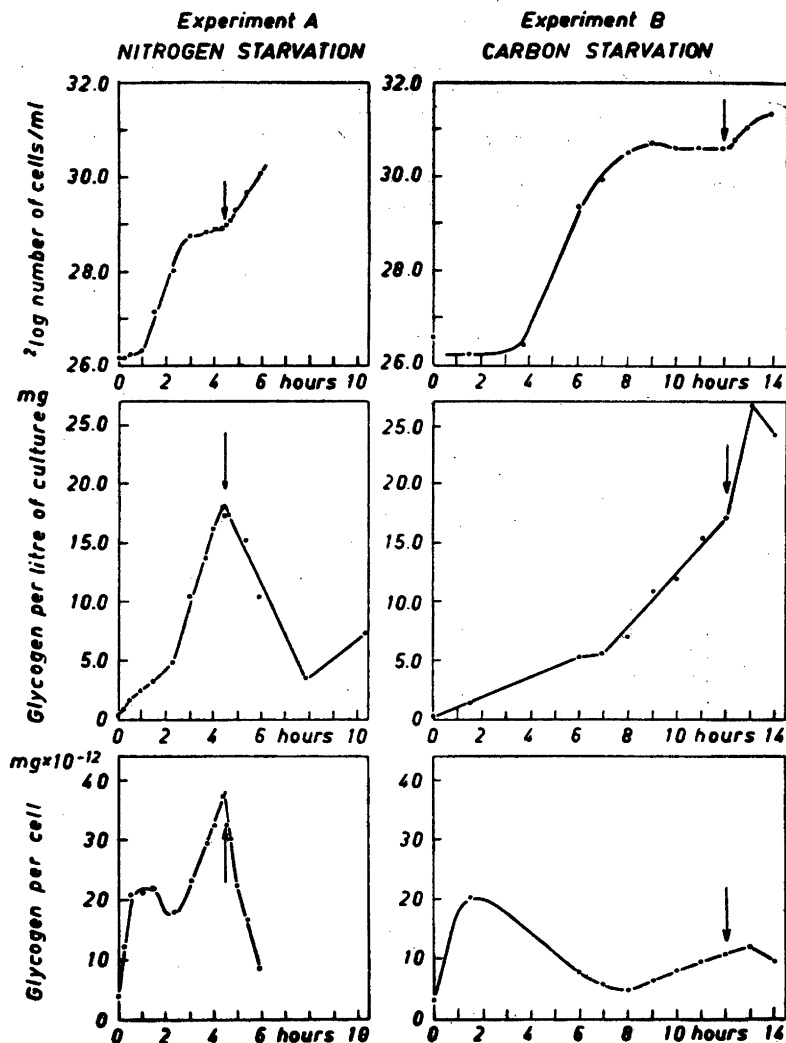 Experiment A
NITROGEN STARVATION
Experiment B
CARBON STARVATION
²log number of cells/ml
32.0
30.0
28.0
26.0
0 2 4 6 hours 10
32.0
30.0
28.0
26.0
0 2 4 6 8 10 hours 14
mg
Glycogen per litre of culture
25.0
20.0
15.0
10.0
5.0
0
0 2 4 6 hours 10
25.0
20.0
15.0
10.0
5.0
0
0 2 4 6 8 10 hours 14
mg×10⁻¹²
Glycogen per cell
40
30
20
10
0
0 2 4 6 hours 10
40
30
20
10
0
0 2 4 6 8 10 hours 14